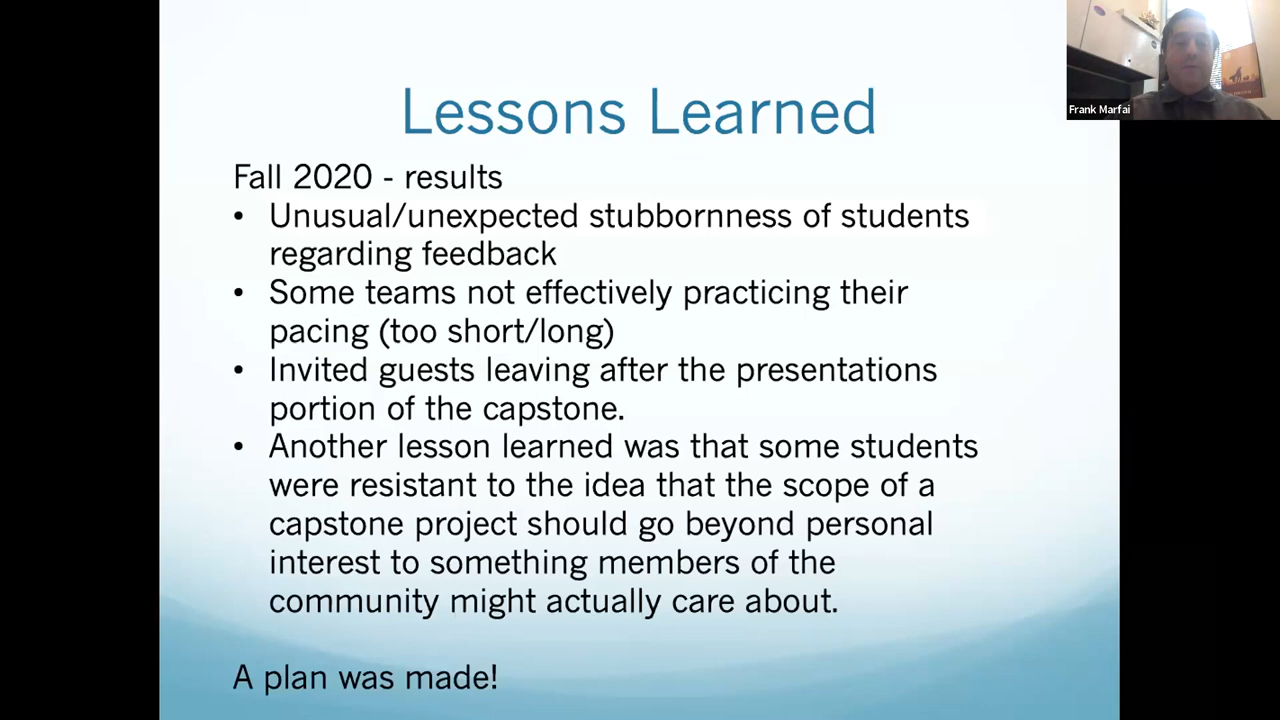 Lessons Learned
Frank Marfai
Fall 2020 - results
• Unusual/unexpected stubbornness of students
regarding feedback
• Some teams not effectively practicing their
pacing (too short/long)
• Invited guests leaving after the presentations
portion of the capstone.
• Another lesson learned was that some students
were resistant to the idea that the scope of a
capstone project should go beyond personal
interest to something members of the
community might actually care about.
A plan was made!